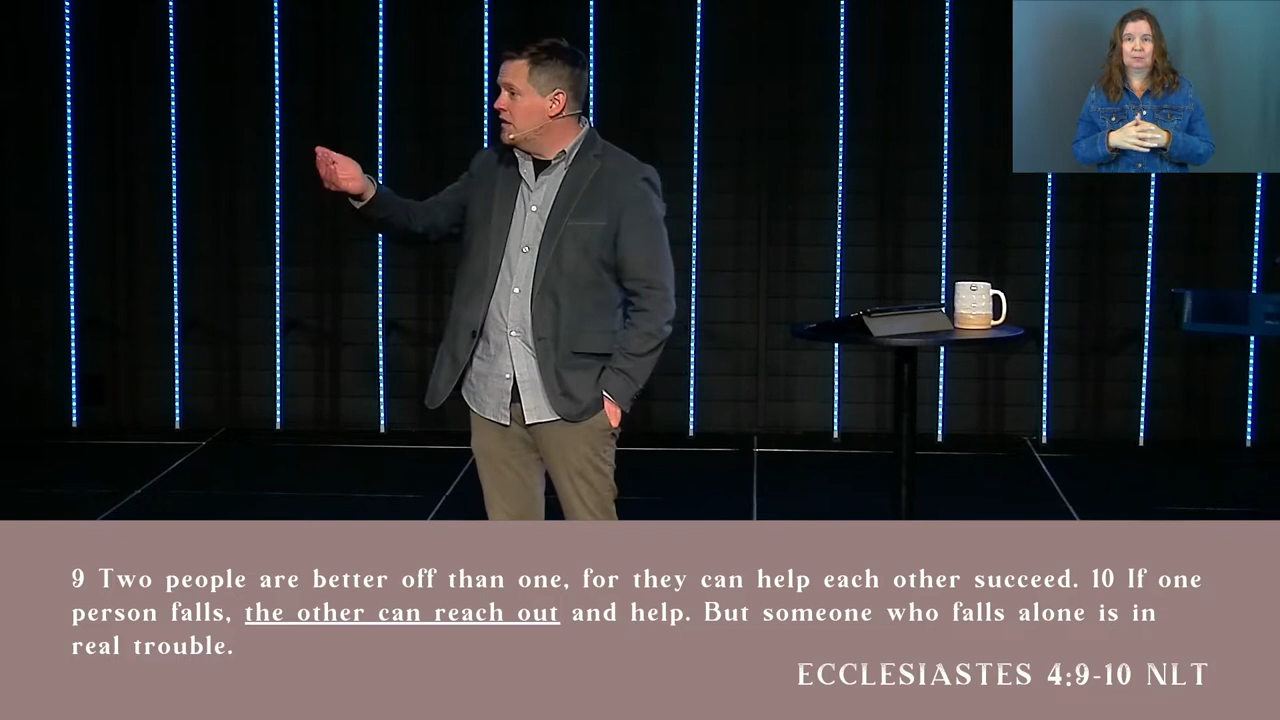 9 Two people are better off than one, for they can help each other succeed. 10 If one
person falls, the other can reach out and help. But someone who falls alone is in
real trouble.
ECCLESIASTES 4:9-10 NLT